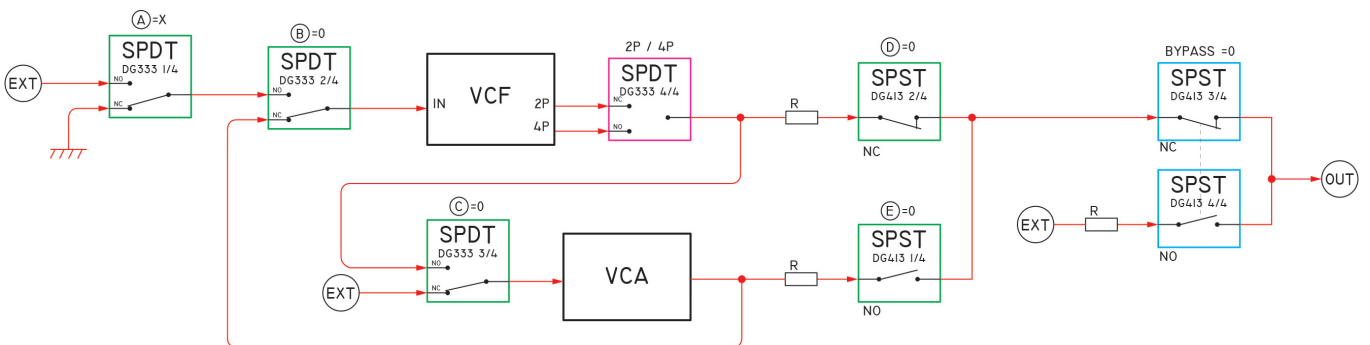 Ⓐ=X
SPDT
DG333 1/4
NO
NC
EXT
Ⓑ=0
SPDT
DG333 2/4
NO
NC
VCF
IN
2P
4P
2P / 4P
SPDT
DG333 4/4
NC
NO
R
Ⓓ=0
SPST
DG413 2/4
NC
BYPASS =0
SPST
DG413 3/4
NC
SPST
DG413 4/4
NO
EXT
R
OUT
Ⓒ=0
SPDT
DG333 3/4
NO
NC
EXT
VCA
R
Ⓔ=0
SPST
DG413 1/4
NO